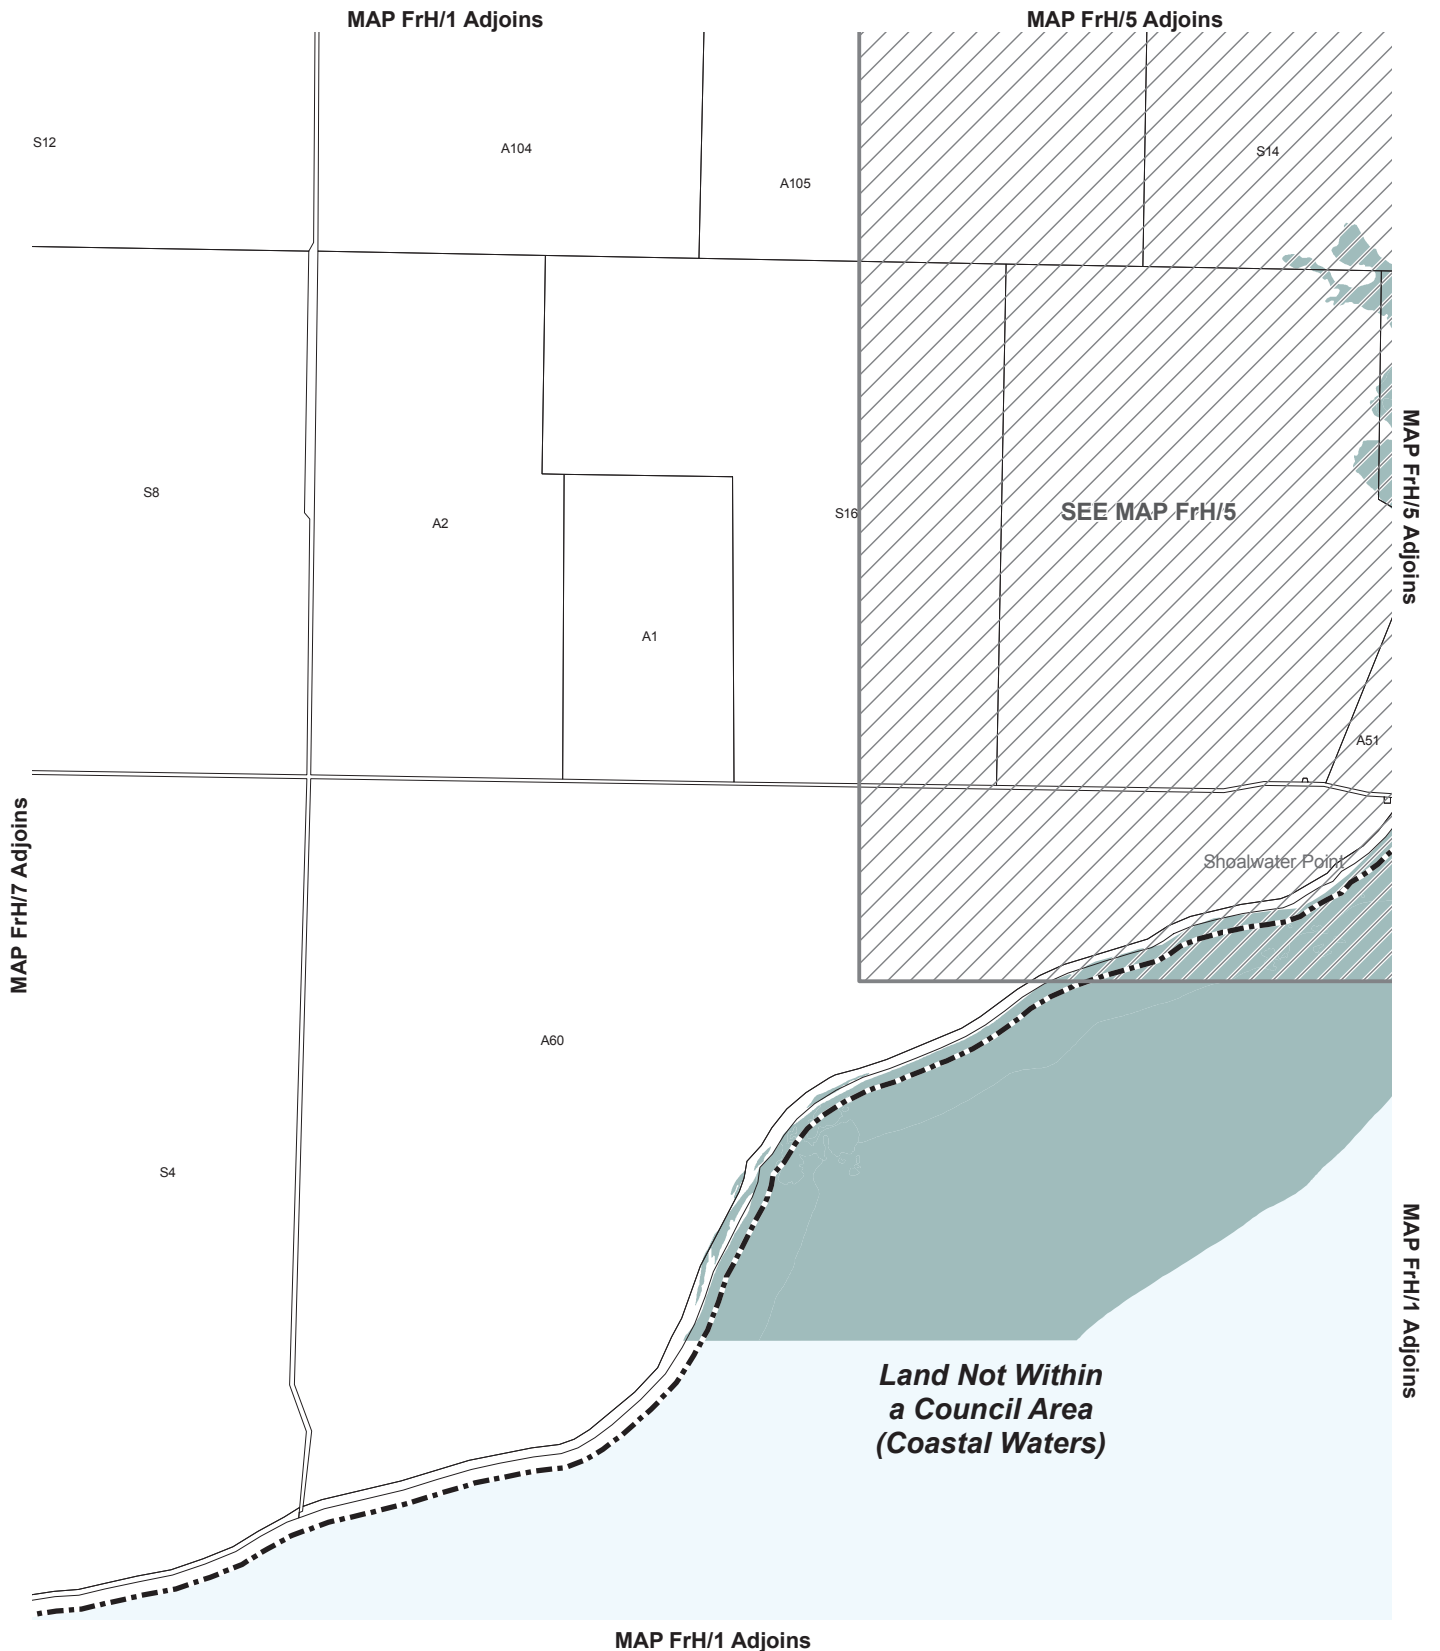 MAP FrH/1 Adjoins
MAP FrH/5 Adjoins
S12
A104
A105
S14
MAP FrH/5 Adjoins
S8
A2
S16
SEE MAP FrH/5
A1
A51
MAP FrH/7 Adjoins
Shoalwater Point
A60
S4
MAP FrH/1 Adjoins
Land Not Within
a Council Area
(Coastal Waters)
MAP FrH/1 Adjoins